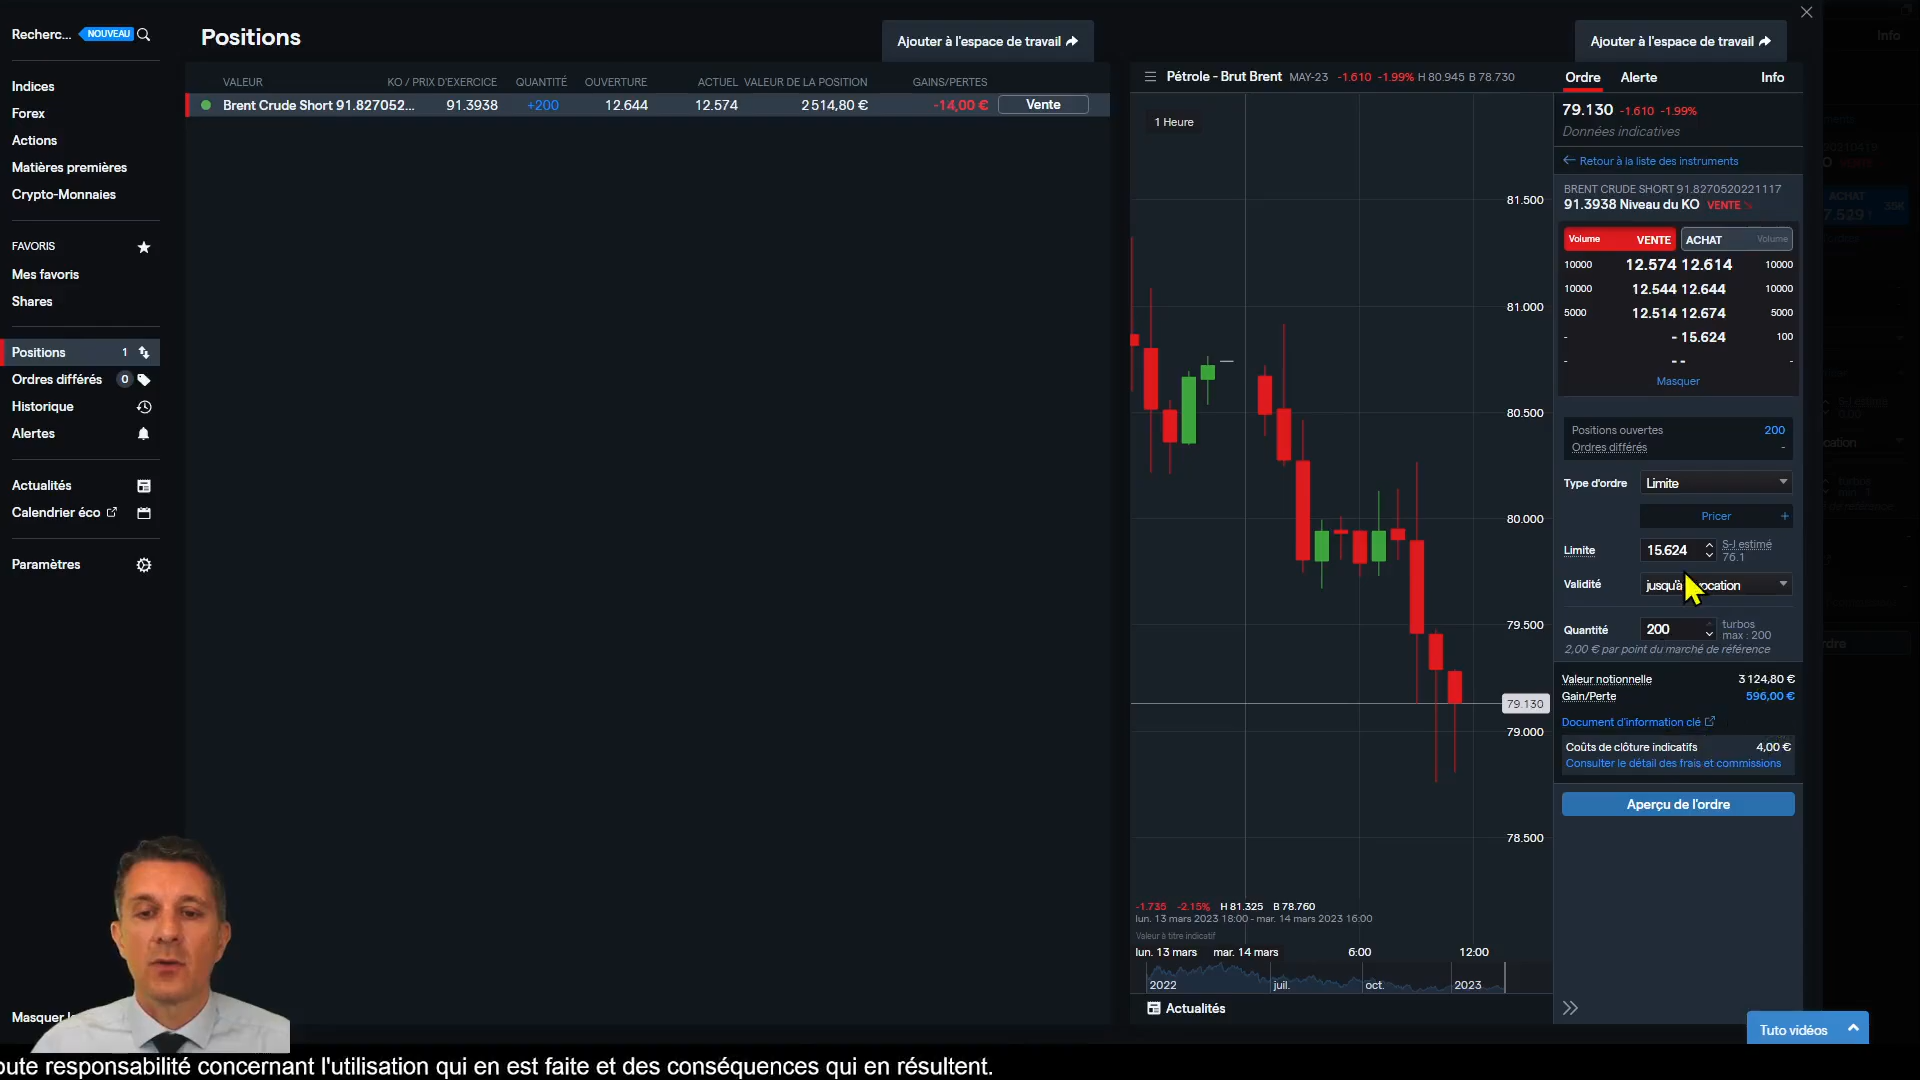 Recherc... NOUVEAU
Indices
Forex
Actions
Matières premières
Crypto-Monnaies
FAVORIS
Mes favoris
Shares
Positions 1
Ordres différés 0
Historique
Alertes
Actualités
Calendrier éco
Paramètres
Masquer
Positions
Ajouter à l'espace de travail
VALEUR KO / PRIX D'EXERCICE QUANTITÉ OUVERTURE ACTUEL VALEUR DE LA POSITION GAINS/PERTES
Brent Crude Short 91.827052... 91.3938 +200 12.644 12.574 2 514,80 € -14,00 € Vente
Ajouter à l'espace de travail
Pétrole - Brut Brent MAY-23 -1.610 -1.99% H 80.945 B 78.730
1 Heure
81.500
81.000
80.500
80.000
79.500
79.130
79.000
78.500
-1.735 -2.15% H 81.325 B 78.760
lun. 13 mars 2023 18:00 - mar. 14 mars 2023 16:00
Valeur à titre indicatif
lun. 13 mars mar. 14 mars 6:00 12:00
2022 juil. oct. 2023
Actualités
Ordre Alerte Info
79.130 -1.610 -1.99%
Données indicatives
Retour à la liste des instruments
BRENT CRUDE SHORT 91.8270520221117
91.3938 Niveau du KO VENTE
Volume VENTE ACHAT Volume
10000 12.574 12.614 10000
10000 12.544 12.644 10000
5000 12.514 12.674 5000
- - 15.624 100
- - - -
Masquer
Positions ouvertes 200
Ordres différés -
Type d'ordre Limite
Pricer +
Limite 15.624 S-J estimé
76.1
Validité jusqu'à ocation
Quantité 200 turbos
max : 200
2,00 € par point du marché de référence
Valeur notionnelle 3 124,80 €
Gain/Perte 596,00 €
Document d'information clé
Coûts de clôture indicatifs 4,00 €
Consulter le détail des frais et commissions
Aperçu de l'ordre
Info
ACHAT
7.529
Tuto vidéos
oute responsabilité concernant l'utilisation qui en est faite et des conséquences qui en résultent.